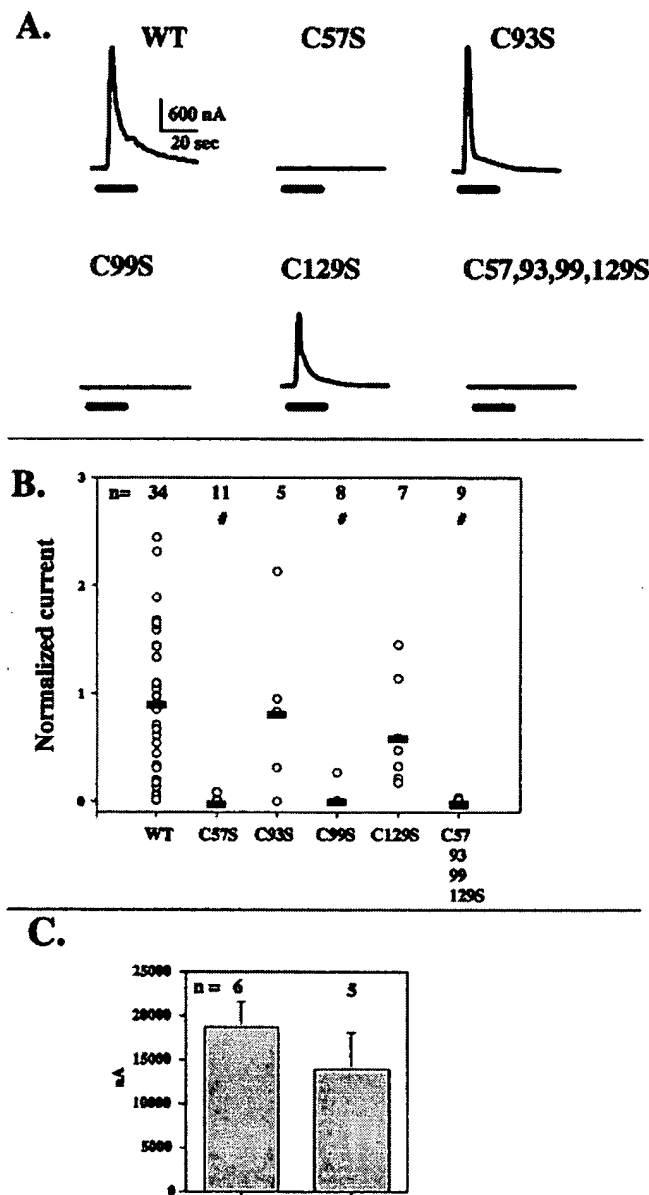 A.
WT C57S C93S
600 nA
20 sec
C99S C129S C57,93,99,129S
B.
Normalized current
3
2
1
0
n= 34 11 5 8 7 9
# # #
WT C57S C93S C99S C129S C57
93
99
129S
C.
nA
25000
20000
15000
10000
5000
0
n = 6 5